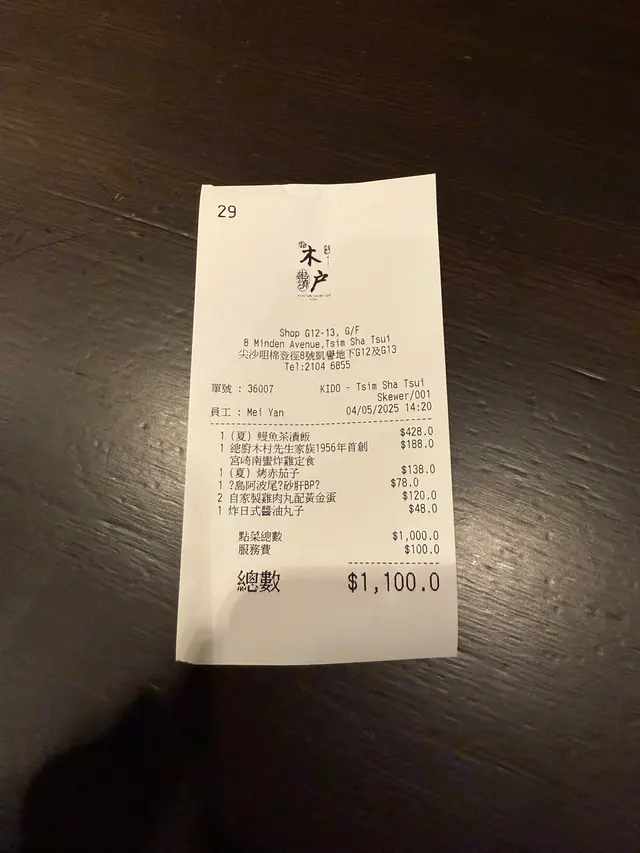 29
木
户
Shop G12-13, G/F
8 Minden Avenue,Tsim Sha Tsui
尖沙咀棉登徑8號凱譽地下G12及G13
Tel:2104 6855
單號 : 36007 KIDO - Tsim Sha Tsui
Skewer/001
員工 : Mei Yan 04/05/2025 14:20
1 (夏) 鰻魚茶漬飯 $428.0
1 總廚木村先生家族1956年首創 $188.0
宮崎南蜜炸雞定食
1 (夏) 烤赤茄子 $138.0
1 ?島阿波尾?砂肝BP? $78.0
2 自家製雞肉丸配黃金蛋 $120.0
1 炸日式醬油丸子 $48.0
點菜總數 $1,000.0
服務費 $100.0
總數 $1,100.0